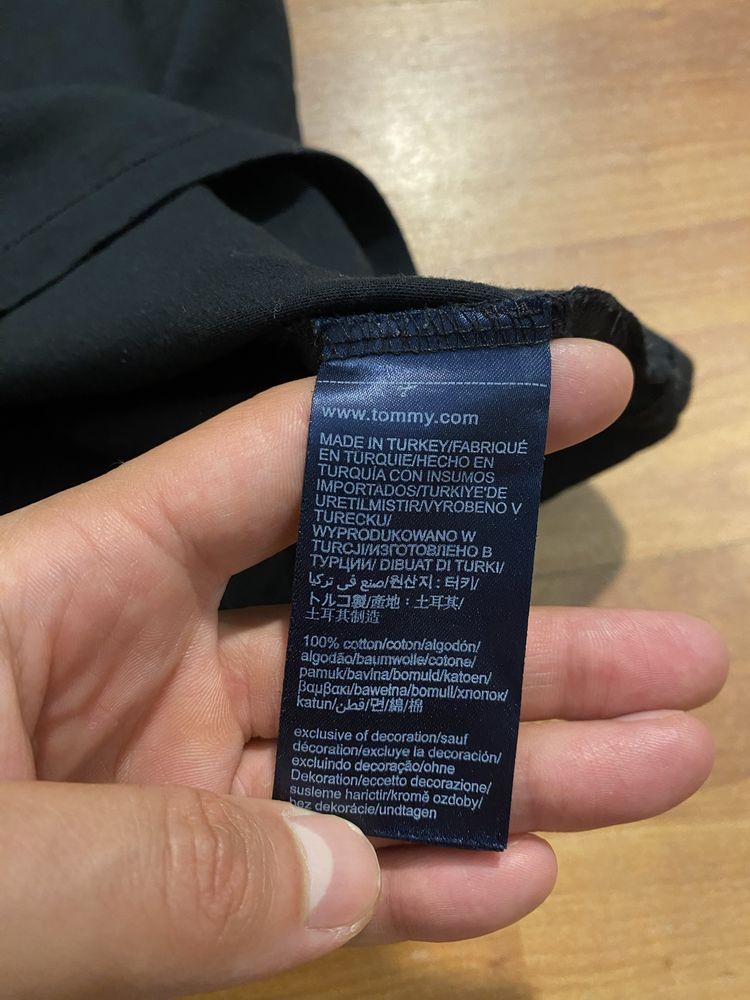 www.tommy.com
MADE IN TURKEY/FABRIQUÉ
EN TURQUIE/HECHO EN
TURQUÍA CON INSUMOS
IMPORTADOS/TURKIYE'DE
URETILMISTIR/VYROBENO V
TURECKU/
WYPRODUKOWANO W
TURCJI/ИЗГОТОВЛЕНО В
ТУРЦИИ/ DIBUAT DI TURKI/
صنع في تركيا/원산지 : 터키/
トルコ製/產地：土耳其/
土耳其制造
100% cotton/coton/algodón/
algodão/baumwolle/cotone/
pamuk/bavlna/bomuld/katoen/
βαμβακι/bawełna/bomull/хлопок/
katun/قطن/면/綿/棉
exclusive of decoration/sauf
décoration/excluye la decoración/
excluindo decoração/ohne
Dekoration/eccetto decorazione/
susleme harictir/kromě ozdoby/
bez dekorácie/undtagen